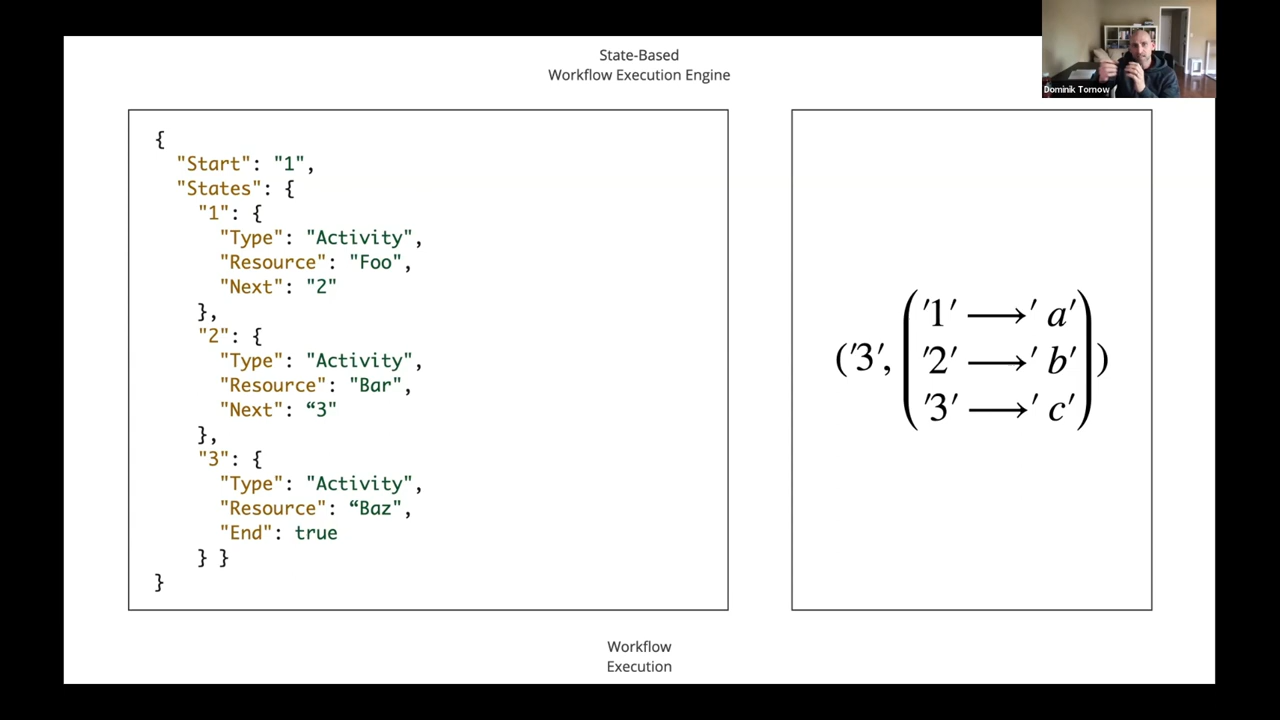 State-Based
Workflow Execution Engine
Dominik Tornow
{
"Start": "1",
"States": {
"1": {
"Type": "Activity",
"Resource": "Foo",
"Next": "2"
},
"2": {
"Type": "Activity",
"Resource": "Bar",
"Next": “3"
},
"3": {
"Type": "Activity",
"Resource": “Baz",
"End": true
} }
}
'1' ⟶' a'
('3', '2' ⟶' b' )
'3' ⟶' c'
Workflow
Execution